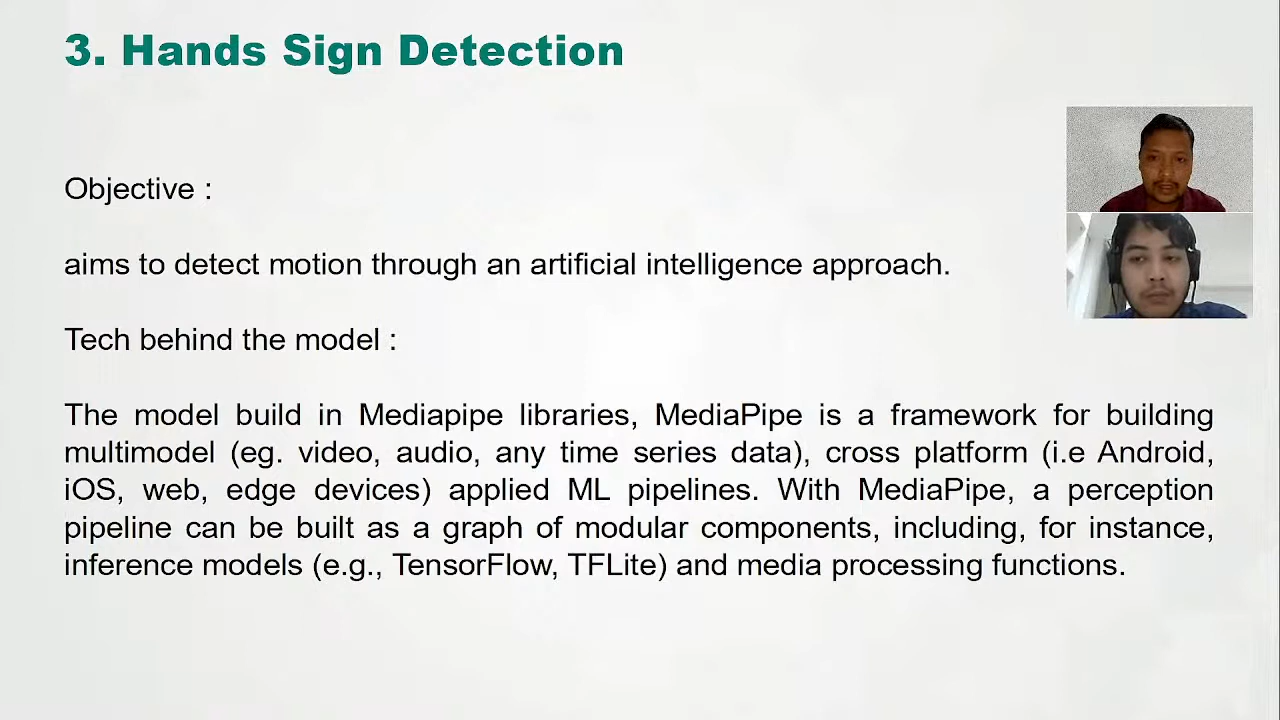 3. Hands Sign Detection
Objective :
aims to detect motion through an artificial intelligence approach.
Tech behind the model :
The model build in Mediapipe libraries, MediaPipe is a framework for building
multimodel (eg. video, audio, any time series data), cross platform (i.e Android,
iOS, web, edge devices) applied ML pipelines. With MediaPipe, a perception
pipeline can be built as a graph of modular components, including, for instance,
inference models (e.g., TensorFlow, TFLite) and media processing functions.